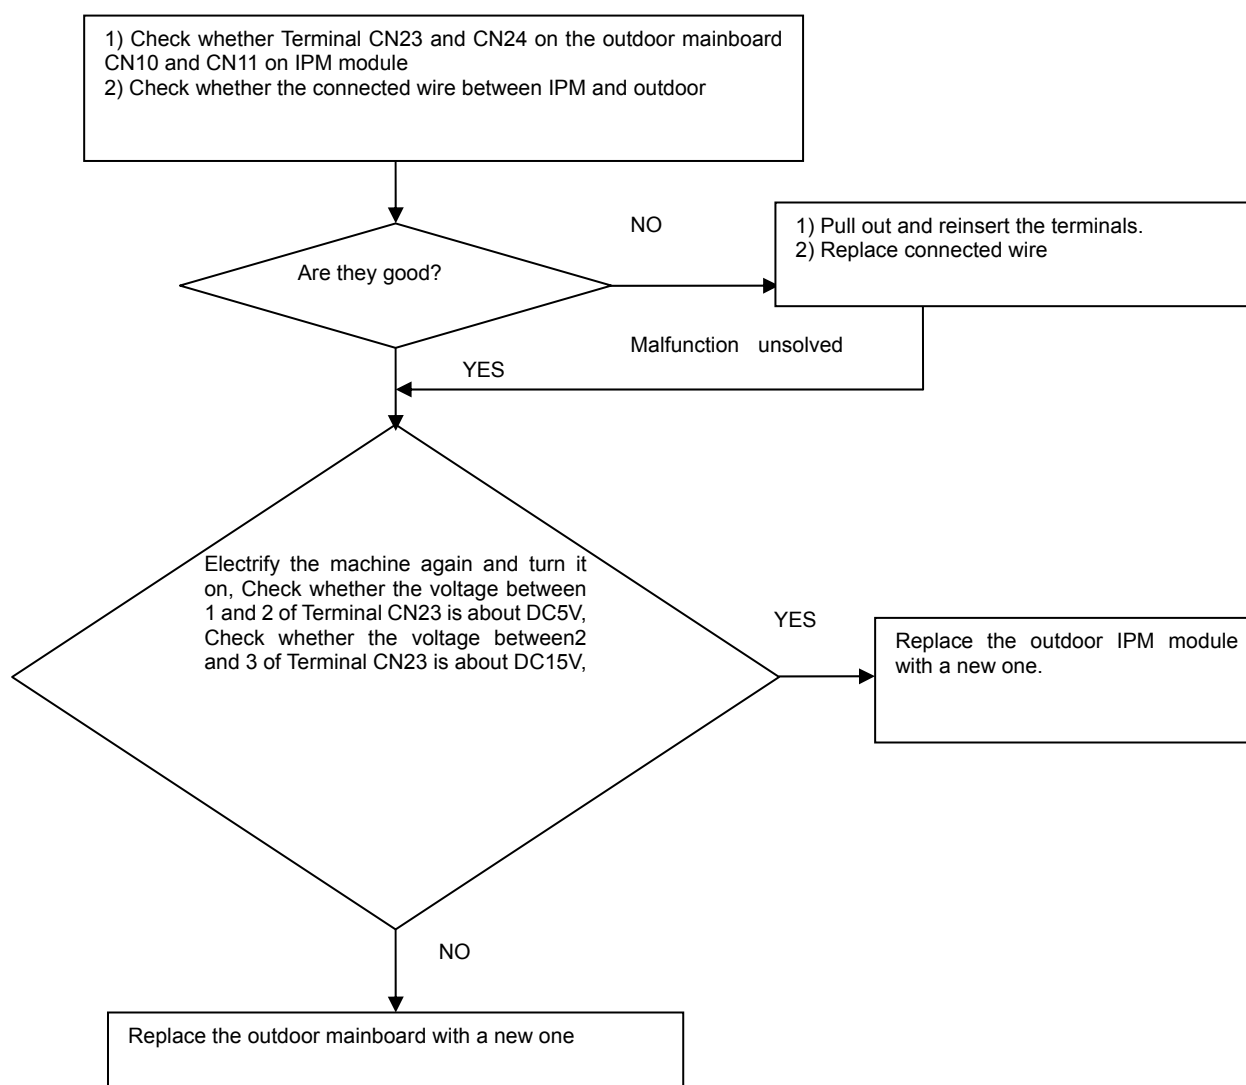 1) Check whether Terminal CN23 and CN24 on the outdoor mainboard
CN10 and CN11 on IPM module
2) Check whether the connected wire between IPM and outdoor
NO
1) Pull out and reinsert the terminals.
2) Replace connected wire
Are they good?
Malfunction unsolved
YES
Electrify the machine again and turn it
on, Check whether the voltage between
1 and 2 of Terminal CN23 is about DC5V,
Check whether the voltage between2
and 3 of Terminal CN23 is about DC15V,
YES
Replace the outdoor IPM module
with a new one.
NO
Replace the outdoor mainboard with a new one